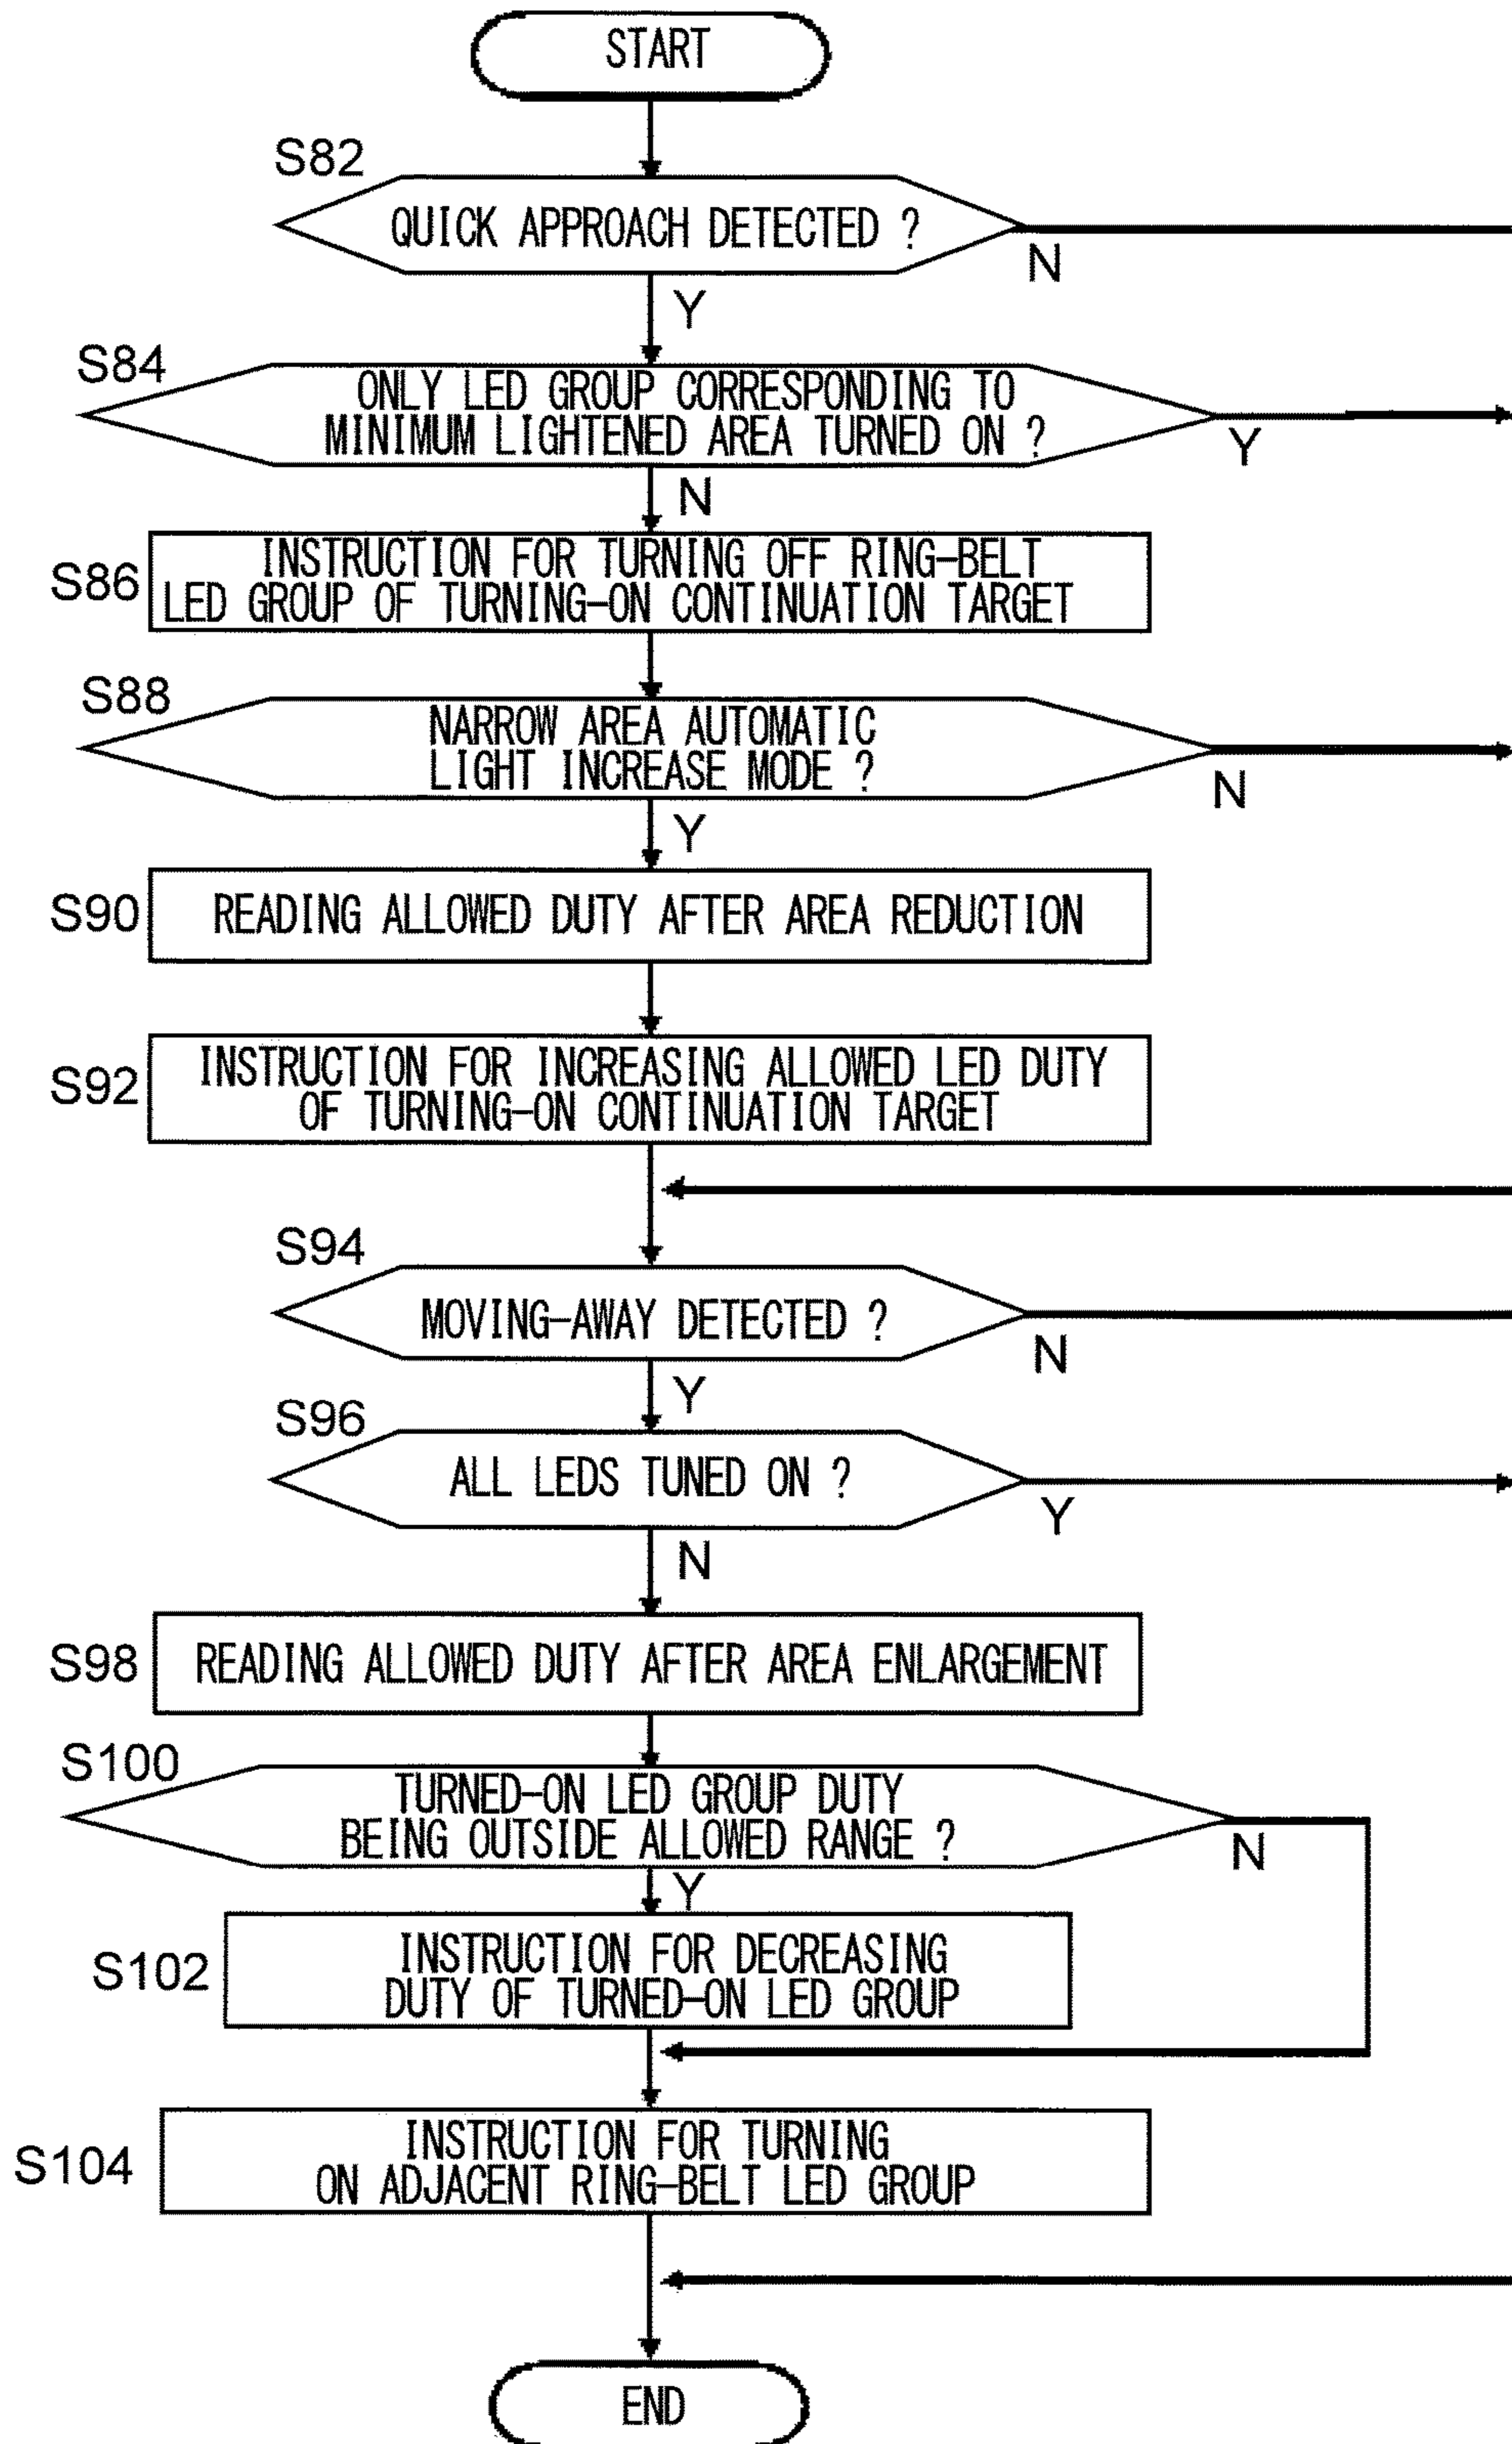 START
S82
QUICK APPROACH DETECTED ?
N
Y
S84
ONLY LED GROUP CORRESPONDING TO
MINIMUM LIGHTENED AREA TURNED ON ?
Y
N
S86
INSTRUCTION FOR TURNING OFF RING-BELT
LED GROUP OF TURNING-ON CONTINUATION TARGET
S88
NARROW AREA AUTOMATIC
LIGHT INCREASE MODE ?
N
Y
S90
READING ALLOWED DUTY AFTER AREA REDUCTION
S92
INSTRUCTION FOR INCREASING ALLOWED LED DUTY
OF TURNING-ON CONTINUATION TARGET
S94
MOVING-AWAY DETECTED ?
N
Y
S96
ALL LEDS TUNED ON ?
Y
N
S98
READING ALLOWED DUTY AFTER AREA ENLARGEMENT
S100
TURNED-ON LED GROUP DUTY
BEING OUTSIDE ALLOWED RANGE ?
N
Y
S102
INSTRUCTION FOR DECREASING
DUTY OF TURNED-ON LED GROUP
S104
INSTRUCTION FOR TURNING
ON ADJACENT RING-BELT LED GROUP
END